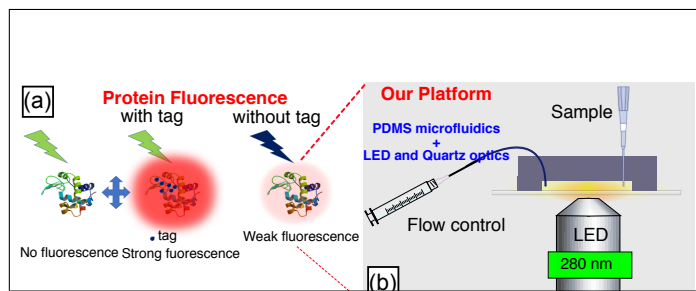 (a)
Protein Fluorescence
with tag
without tag
No fluorescence
tag
Strong fuorescence
Weak fluorescence
Our Platform
PDMS microfluidics
+
LED and Quartz optics
Sample
Flow control
LED
280 nm
(b)